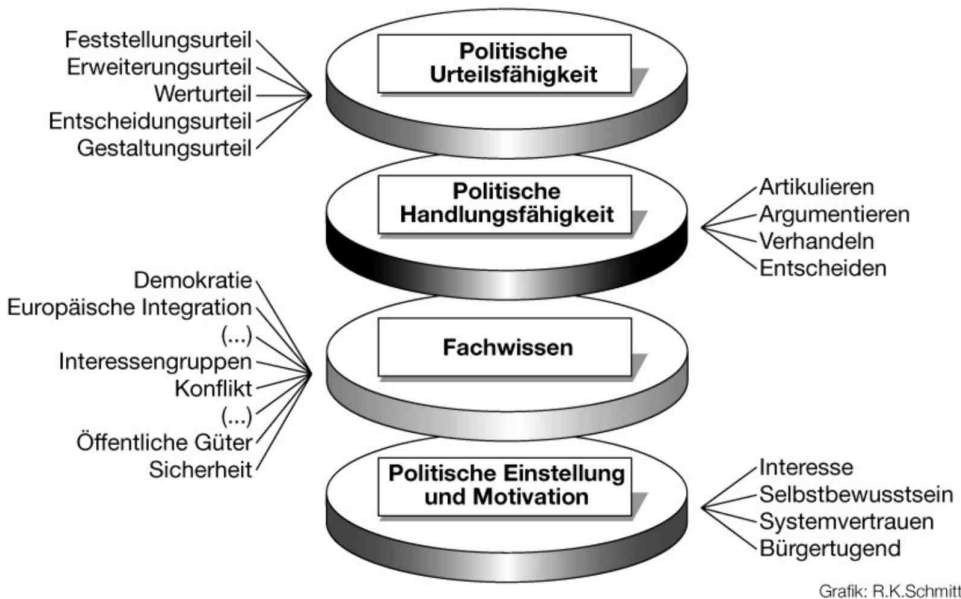 Feststellungsurteil
Erweiterungsurteil
Werturteil
Entscheidungsurteil
Gestaltungsurteil
Politische
Urteilsfähigkeit
Politische
Handlungsfähigkeit
Artikulieren
Argumentieren
Verhandeln
Entscheiden
Demokratie
Europäische Integration
(...)
Interessengruppen
Konflikt
(...)
Öffentliche Güter
Sicherheit
Fachwissen
Politische Einstellung
und Motivation
Interesse
Selbstbewusstsein
Systemvertrauen
Bürgertugend
Grafik: R.K.Schmitt